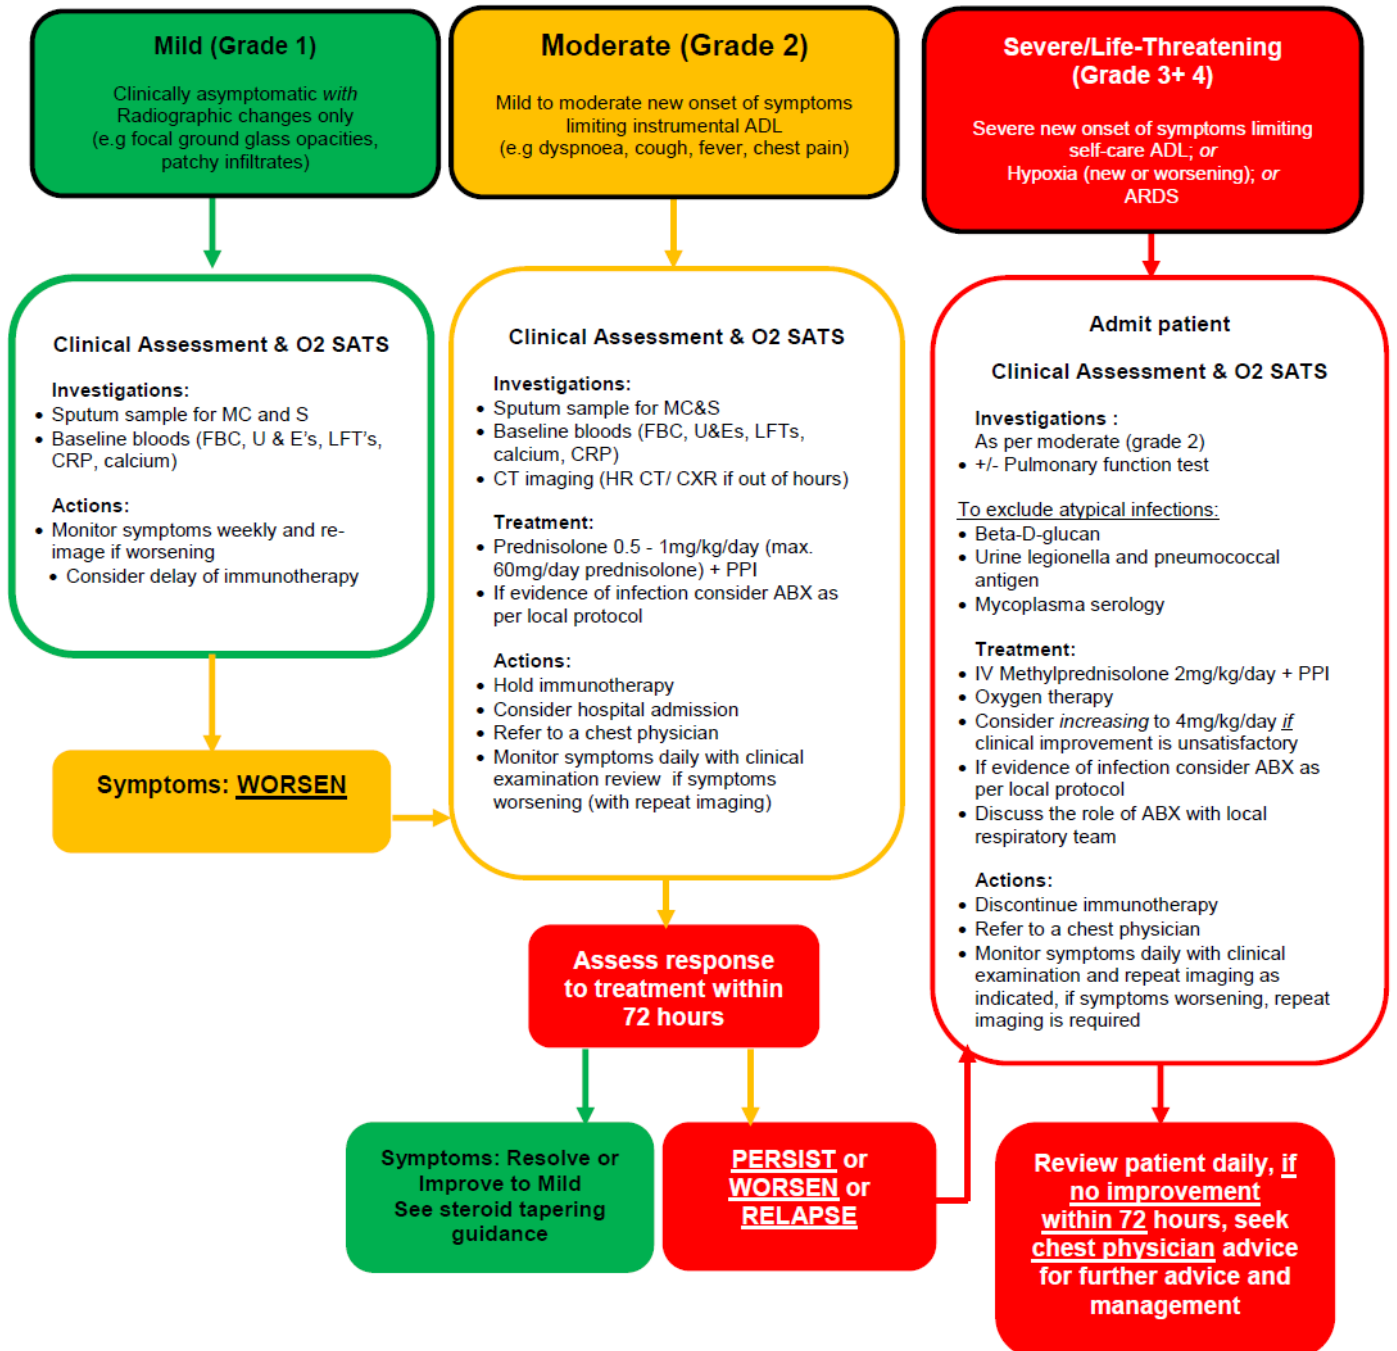 Mild (Grade 1)
Clinically asymptomatic with
Radiographic changes only
(e.g focal ground glass opacities,
patchy infiltrates)
Clinical Assessment & O2 SATS
Investigations:
• Sputum sample for MC and S
• Baseline bloods (FBC, U & E's, LFT's,
CRP, calcium)
Actions:
• Monitor symptoms weekly and re-
image if worsening
• Consider delay of immunotherapy
Symptoms: WORSEN
Moderate (Grade 2)
Mild to moderate new onset of symptoms
limiting instrumental ADL
(e.g dyspnoea, cough, fever, chest pain)
Clinical Assessment & O2 SATS
Investigations:
• Sputum sample for MC&S
• Baseline bloods (FBC, U&Es, LFTs,
calcium, CRP)
• CT imaging (HR CT/ CXR if out of hours)
Treatment:
• Prednisolone 0.5 - 1mg/kg/day (max.
60mg/day prednisolone) + PPI
• If evidence of infection consider ABX as
per local protocol
Actions:
• Hold immunotherapy
• Consider hospital admission
• Refer to a chest physician
• Monitor symptoms daily with clinical
examination review if symptoms
worsening (with repeat imaging)
Assess response
to treatment within
72 hours
Symptoms: Resolve or
Improve to Mild
See steroid tapering
guidance
PERSIST or
WORSEN or
RELAPSE
Severe/Life-Threatening
(Grade 3+ 4)
Severe new onset of symptoms limiting
self-care ADL; or
Hypoxia (new or worsening); or
ARDS
Admit patient
Clinical Assessment & O2 SATS
Investigations :
As per moderate (grade 2)
• +/- Pulmonary function test
To exclude atypical infections:
• Beta-D-glucan
• Urine legionella and pneumococcal
antigen
• Mycoplasma serology
Treatment:
• IV Methylprednisolone 2mg/kg/day + PPI
• Oxygen therapy
• Consider increasing to 4mg/kg/day if
clinical improvement is unsatisfactory
• If evidence of infection consider ABX as
per local protocol
• Discuss the role of ABX with local
respiratory team
Actions:
• Discontinue immunotherapy
• Refer to a chest physician
• Monitor symptoms daily with clinical
examination and repeat imaging as
indicated, if symptoms worsening, repeat
imaging is required
Review patient daily, if
no improvement
within 72 hours, seek
chest physician advice
for further advice and
management